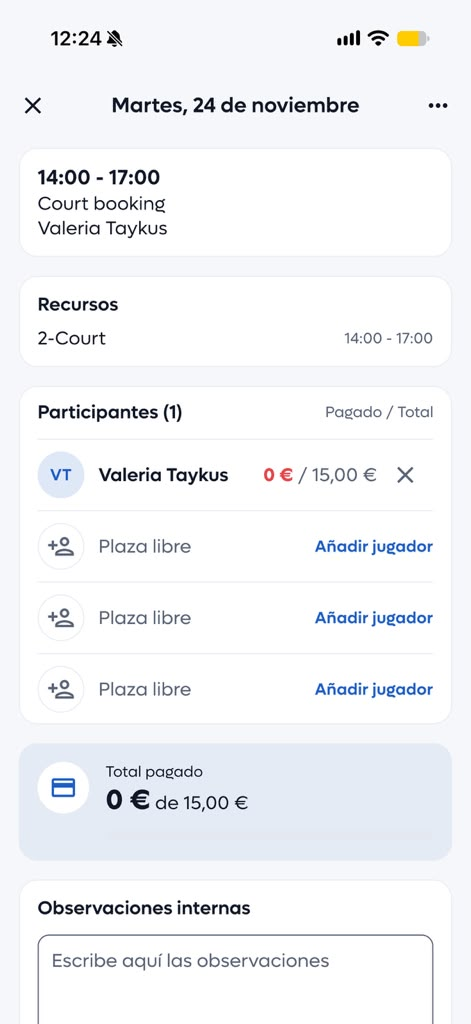 12:24
Martes, 24 de noviembre
14:00 - 17:00
Court booking
Valeria Taykus
Recursos
2-Court 14:00 - 17:00
Participantes (1) Pagado / Total
VT Valeria Taykus 0 € / 15,00 €
Plaza libre Añadir jugador
Plaza libre Añadir jugador
Plaza libre Añadir jugador
Total pagado
0 € de 15,00 €
Observaciones internas
Escribe aquí las observaciones